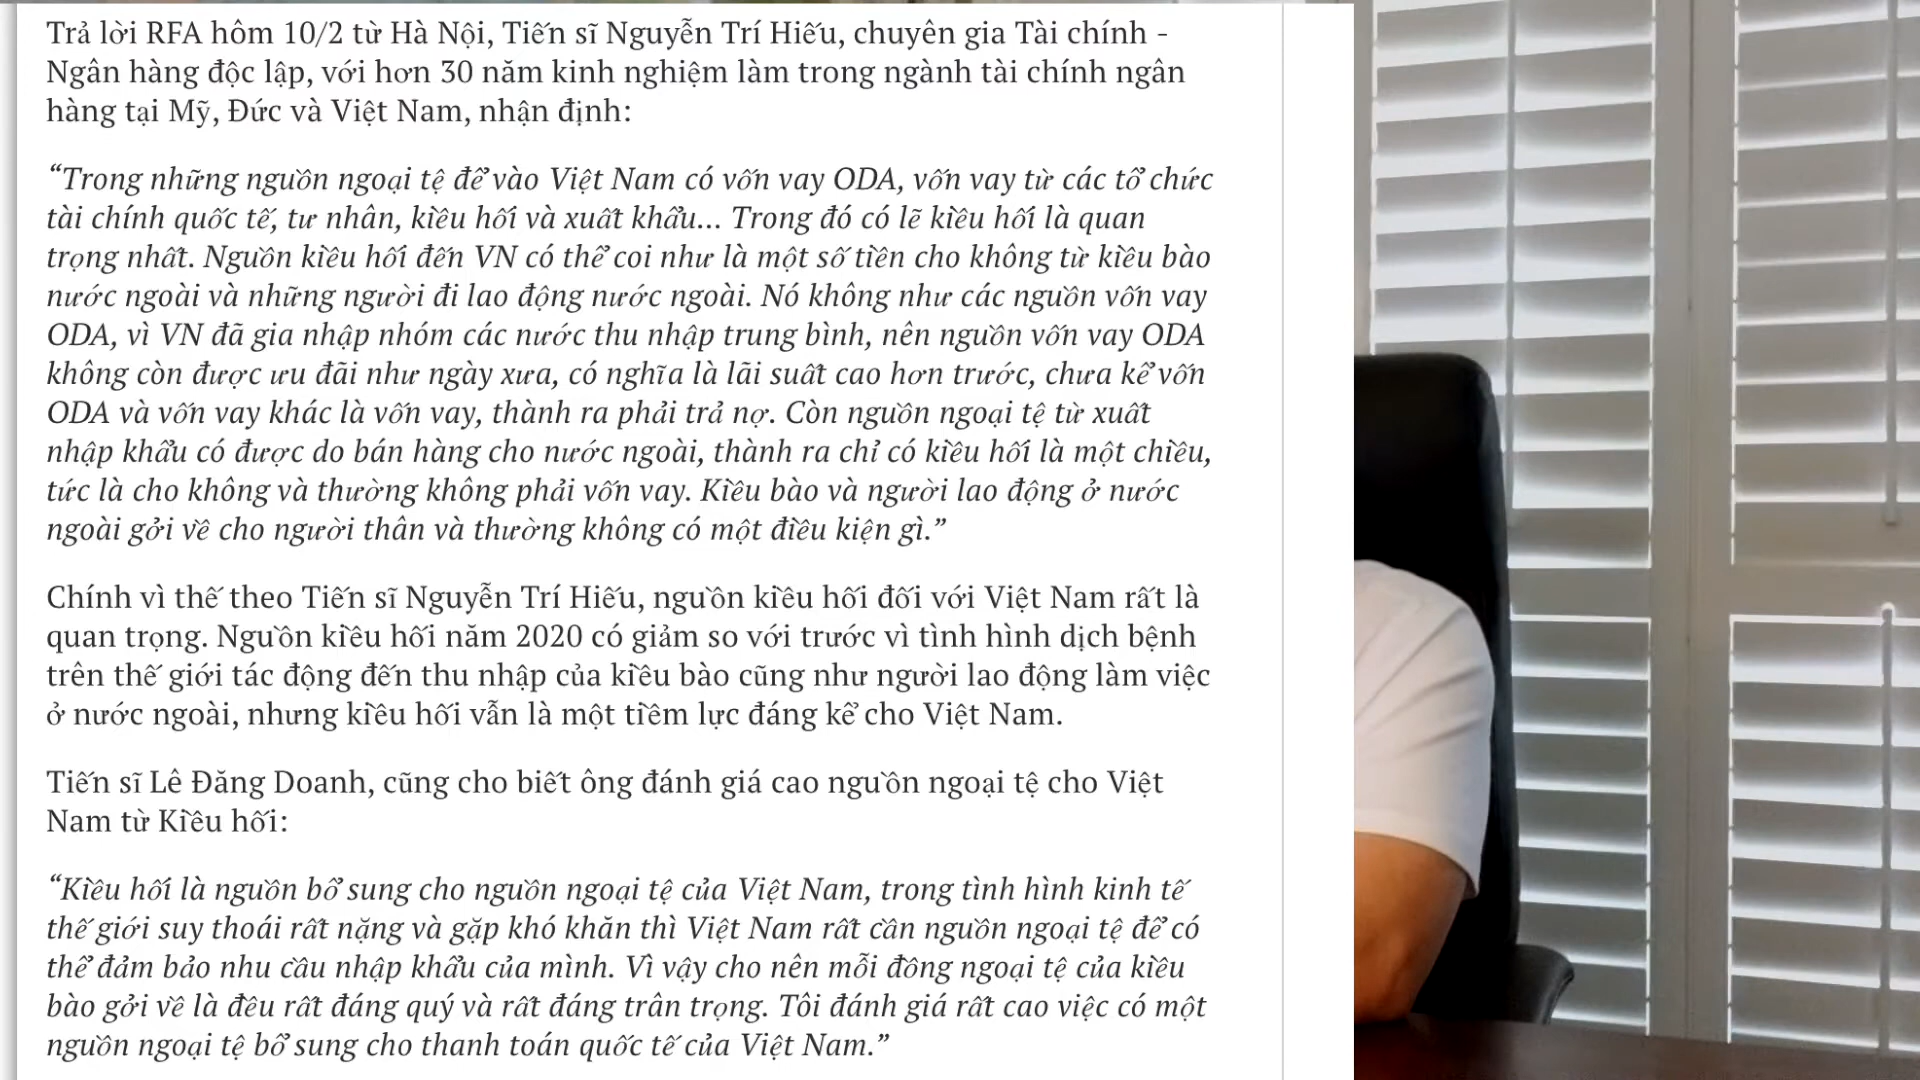 Trả lời RFA hôm 10/2 từ Hà Nội, Tiến sĩ Nguyễn Trí Hiếu, chuyên gia Tài chính -
Ngân hàng độc lập, với hơn 30 năm kinh nghiệm làm trong ngành tài chính ngân
hàng tại Mỹ, Đức và Việt Nam, nhận định:
“Trong những nguồn ngoại tệ để vào Việt Nam có vốn vay ODA, vốn vay từ các tổ chức
tài chính quốc tế, tư nhân, kiều hối và xuất khẩu... Trong đó có lẽ kiều hối là quan
trọng nhất. Nguồn kiều hối đến VN có thể coi như là một số tiền cho không từ kiều bào
nước ngoài và những người đi lao động nước ngoài. Nó không như các nguồn vốn vay
ODA, vì VN đã gia nhập nhóm các nước thu nhập trung bình, nên nguồn vốn vay ODA
không còn được ưu đãi như ngày xưa, có nghĩa là lãi suất cao hơn trước, chưa kể vốn
ODA và vốn vay khác là vốn vay, thành ra phải trả nợ. Còn nguồn ngoại tệ từ xuất
nhập khẩu có được do bán hàng cho nước ngoài, thành ra chỉ có kiều hối là một chiều,
tức là cho không và thường không phải vốn vay. Kiều bào và người lao động ở nước
ngoài gởi về cho người thân và thường không có một điều kiện gì.”
Chính vì thế theo Tiến sĩ Nguyễn Trí Hiếu, nguồn kiều hối đối với Việt Nam rất là
quan trọng. Nguồn kiều hối năm 2020 có giảm so với trước vì tình hình dịch bệnh
trên thế giới tác động đến thu nhập của kiều bào cũng như người lao động làm việc
ở nước ngoài, nhưng kiều hối vẫn là một tiềm lực đáng kể cho Việt Nam.
Tiến sĩ Lê Đăng Doanh, cũng cho biết ông đánh giá cao nguồn ngoại tệ cho Việt
Nam từ Kiều hối:
“Kiều hối là nguồn bổ sung cho nguồn ngoại tệ của Việt Nam, trong tình hình kinh tế
thế giới suy thoái rất nặng và gặp khó khăn thì Việt Nam rất cần nguồn ngoại tệ để có
thể đảm bảo nhu cầu nhập khẩu của mình. Vì vậy cho nên mỗi đồng ngoại tệ của kiều
bào gởi về là đều rất đáng quý và rất đáng trân trọng. Tôi đánh giá rất cao việc có một
nguồn ngoại tệ bổ sung cho thanh toán quốc tế của Việt Nam.”